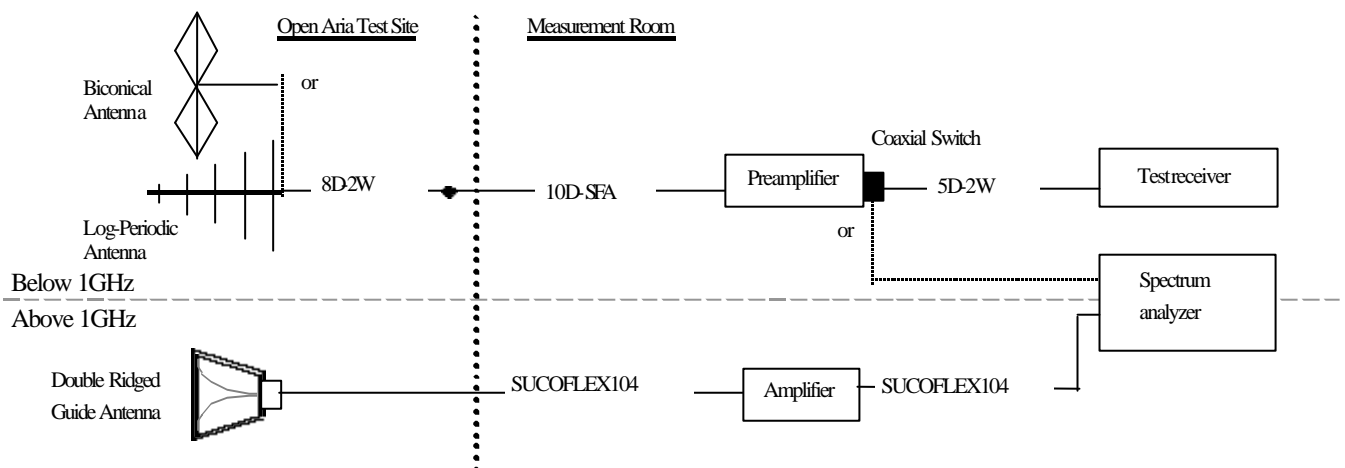 Open Aria Test Site
Measurement Room
Biconical
Antenna
or
Coaxial Switch
8D-2W
10D-SFA
Preamplifier
5D-2W
Testreceiver
Log-Periodic
Antenna
or
Below 1GHz
Spectrum
analyzer
Above 1GHz
Double Ridged
Guide Antenna
SUCOFLEX104
Amplifier
SUCOFLEX104